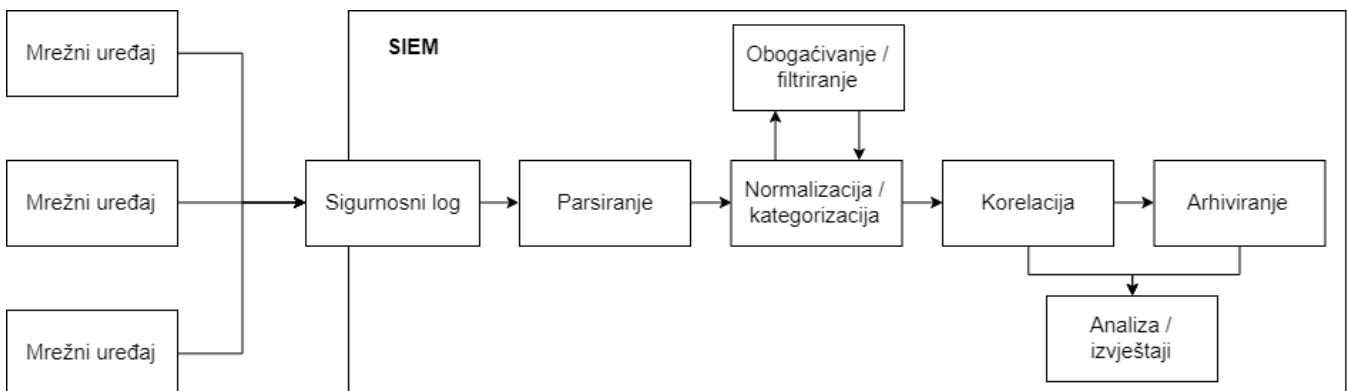 Mrežni uređaj
SIEM
Obogaćivanje /
filtriranje
Mrežni uređaj
Sigurnosni log
Parsiranje
Normalizacija /
kategorizacija
Korelacija
Arhiviranje
Mrežni uređaj
Analiza /
izvještaji